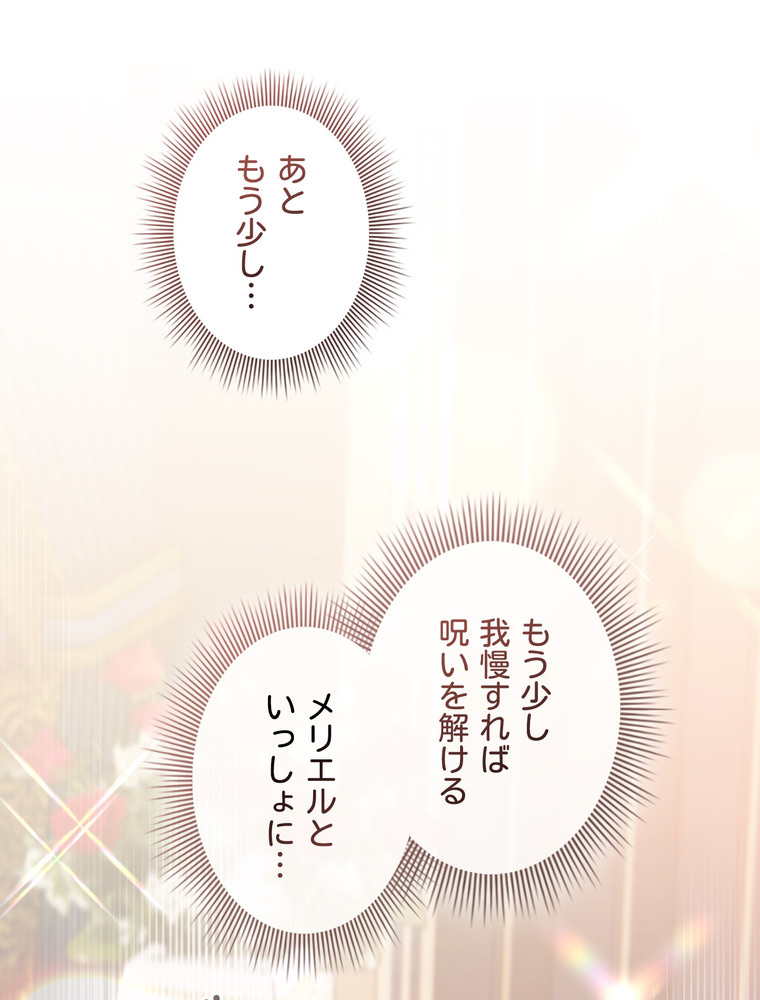 あと
もう少し…
もう少し
我慢すれば
呪いを解ける
メリエルと
いっしょに…